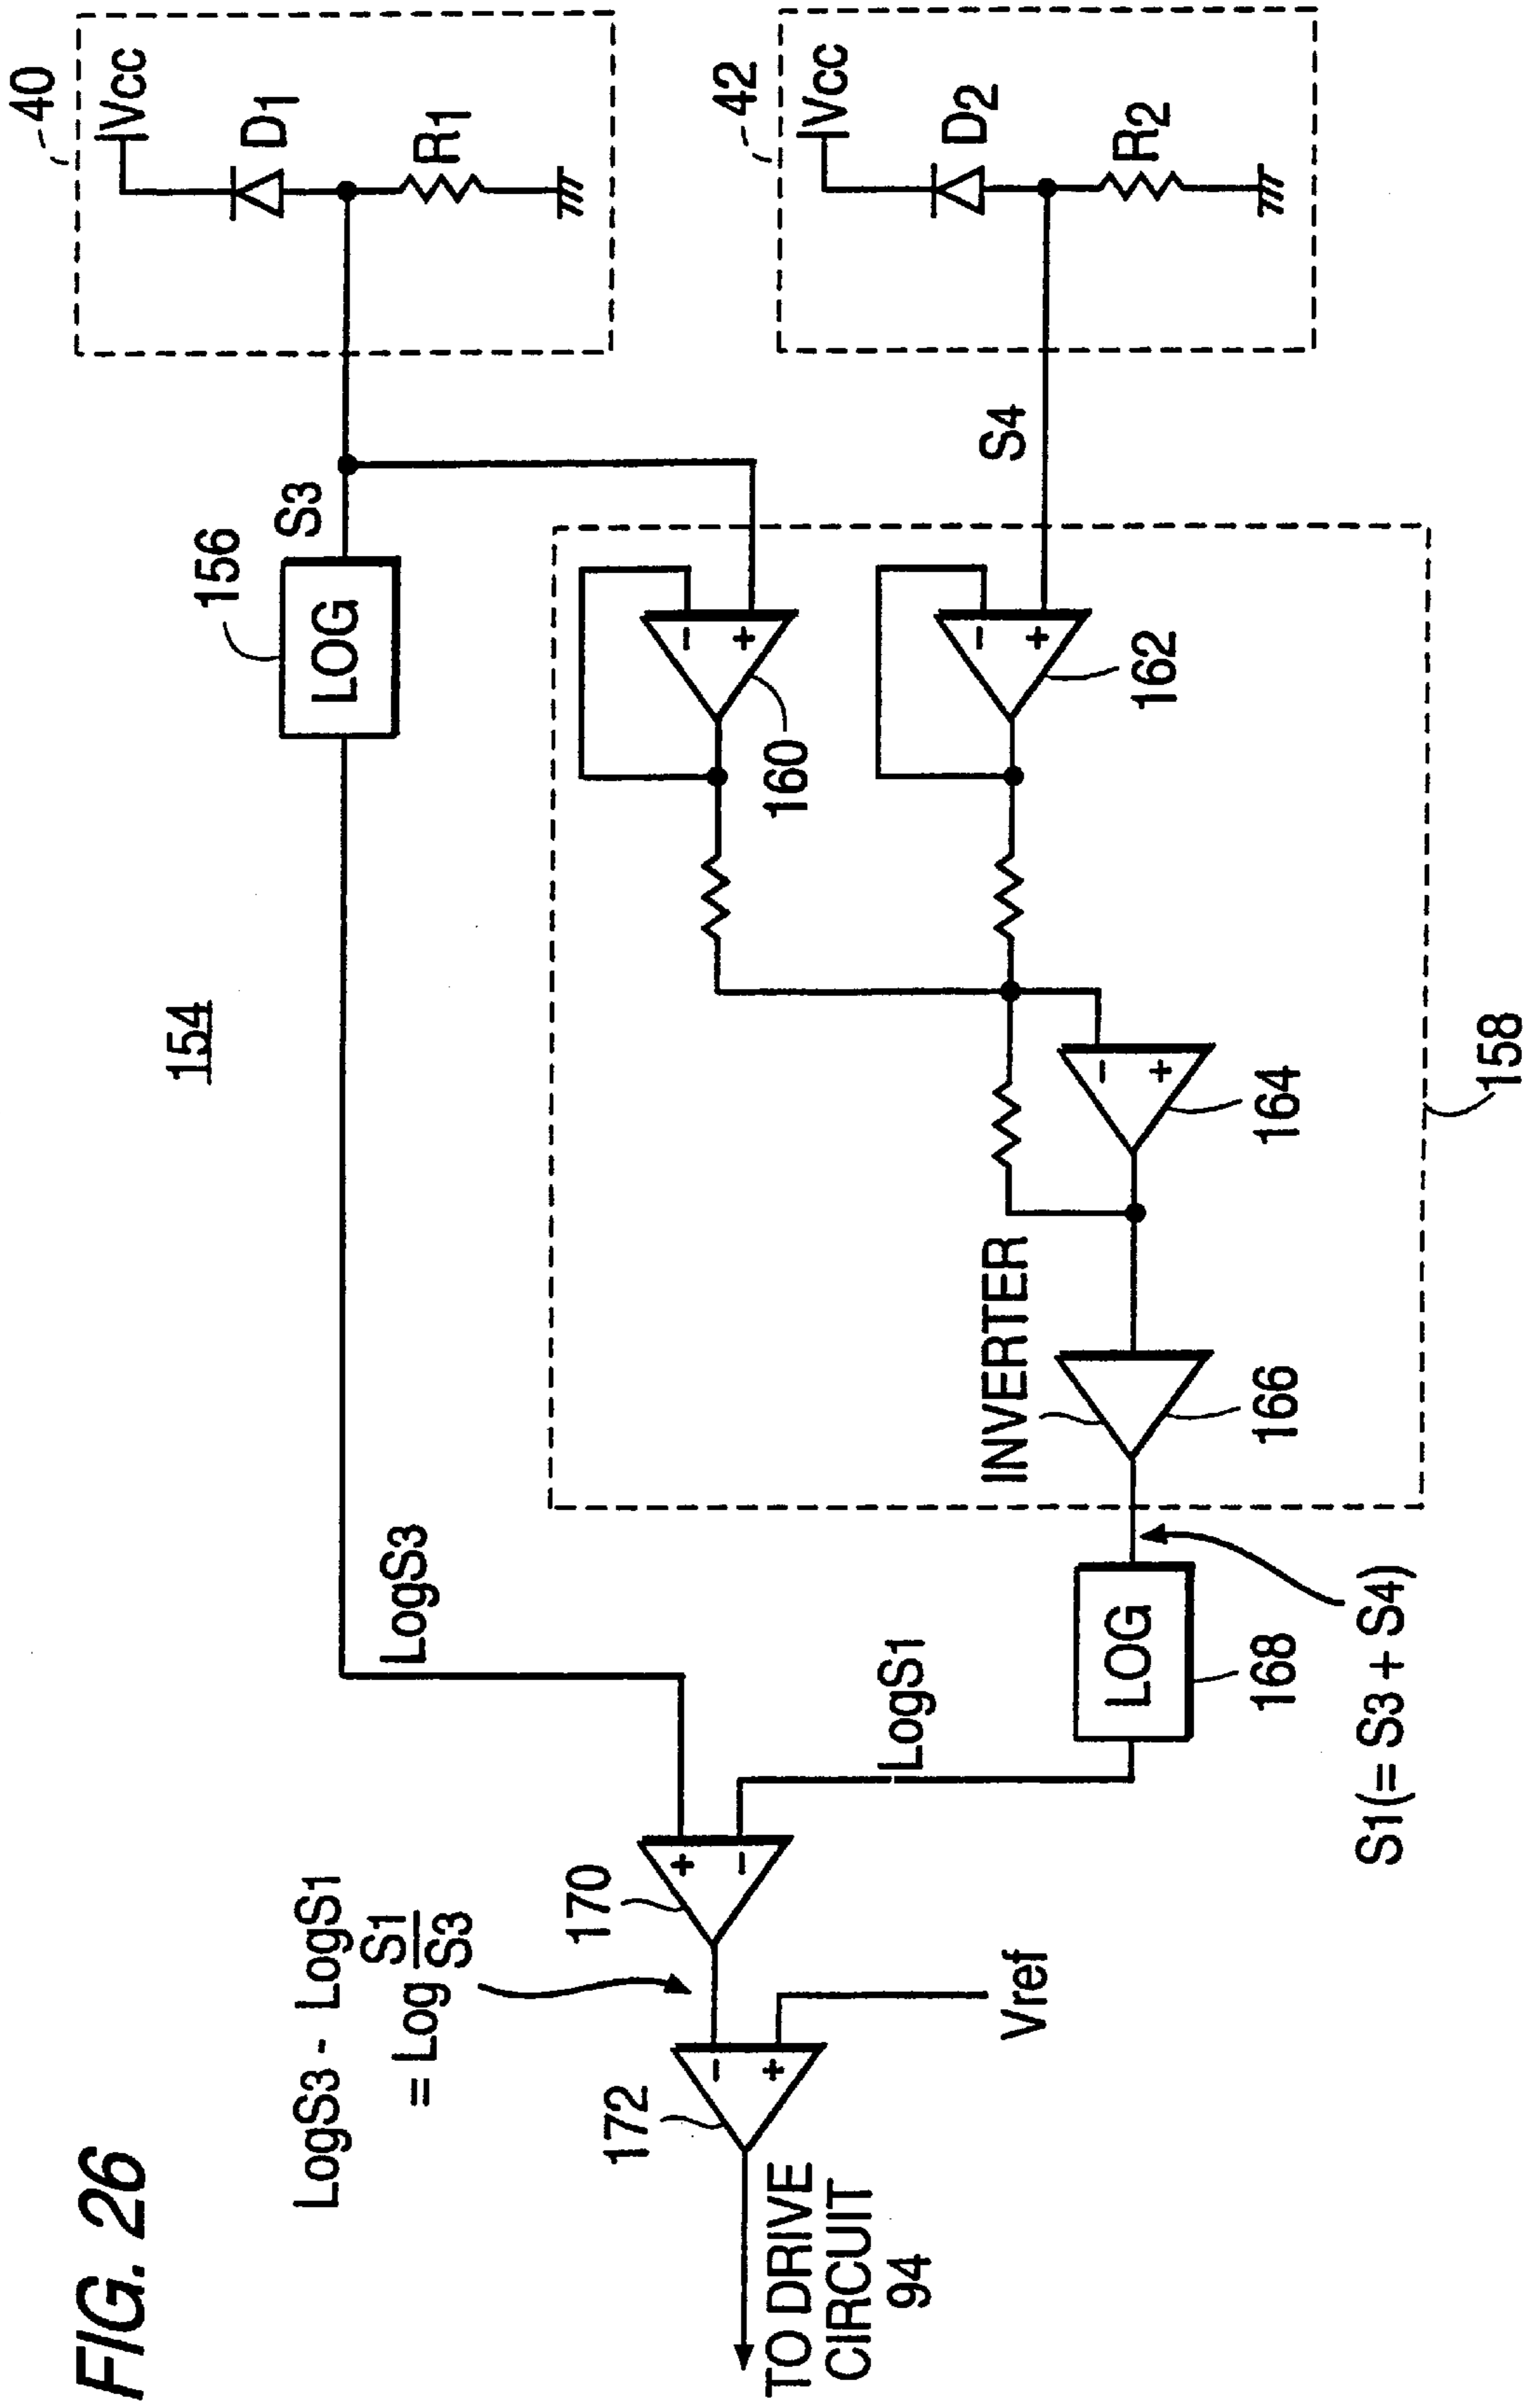 FIG. 26
154
40
Vcc
D1
R1
42
Vcc
D2
R2
S3
S4
156
LOG
158
160
-
+
162
-
+
164
-
+
INVERTER
166
S1(= S3 + S4)
LOG
168
LogS3
LogS1
170
+
-
LogS3 - LogS1
= Log S1/S3
172
-
+
Vref
TO DRIVE
CIRCUIT
94